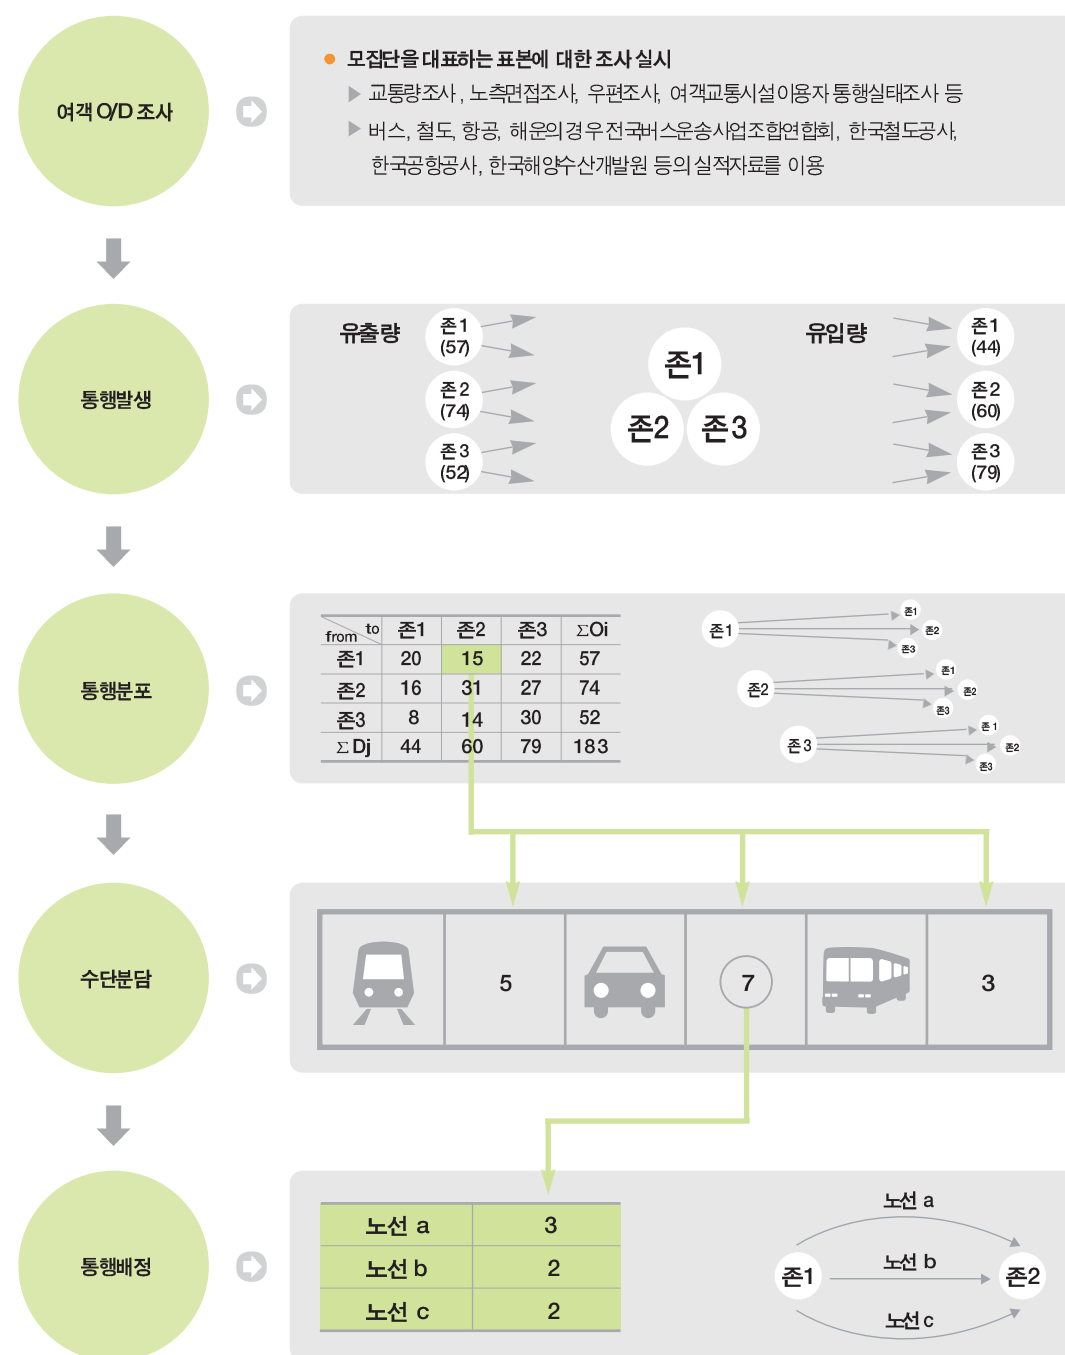 여객 O/D 조사
모집단을 대표하는 표본에 대한 조사 실시
교통량조사, 노측면접조사, 우편조사, 여객교통시설이용자 통행실태조사 등
버스, 철도, 항공, 해운의 경우 전국버스운송사업조합연합회, 한국철도공사,
한국공항공사, 한국해양수산개발원 등의 실적자료를 이용
통행발생
유출량
존1
(57)
존2
(74)
존3
(52)
존1
존2 존3
유입량
존1
(44)
존2
(60)
존3
(79)
통행분포
from to 존1 존2 존3 ΣOi
존1 20 15 22 57
존2 16 31 27 74
존3 8 14 30 52
ΣDj 44 60 79 183
존1
존1
존2
존3
존2
존1
존2
존3
존3
존1
존2
존3
수단분담
5 7 3
통행배정
노선 a 3
노선 b 2
노선 c 2
노선 a
존1 노선 b 존2
노선 c